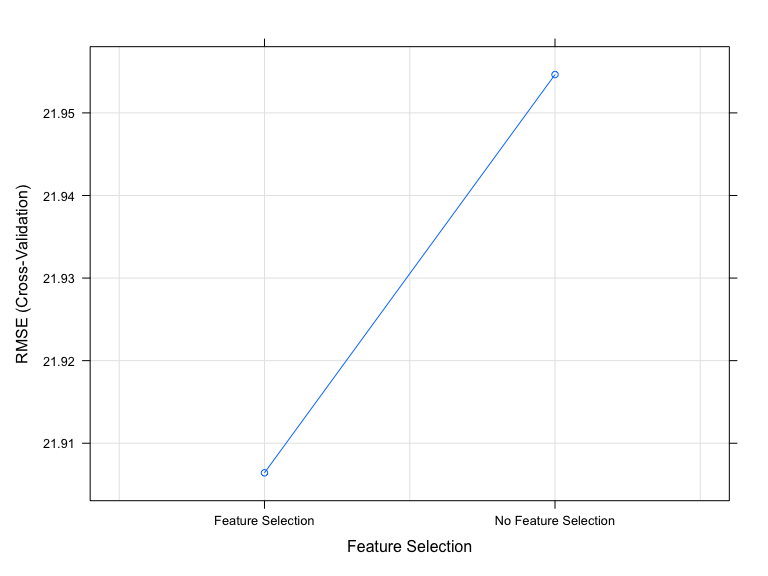 RMSE (Cross-Validation)
21.95
21.94
21.93
21.92
21.91
Feature Selection
No Feature Selection
Feature Selection